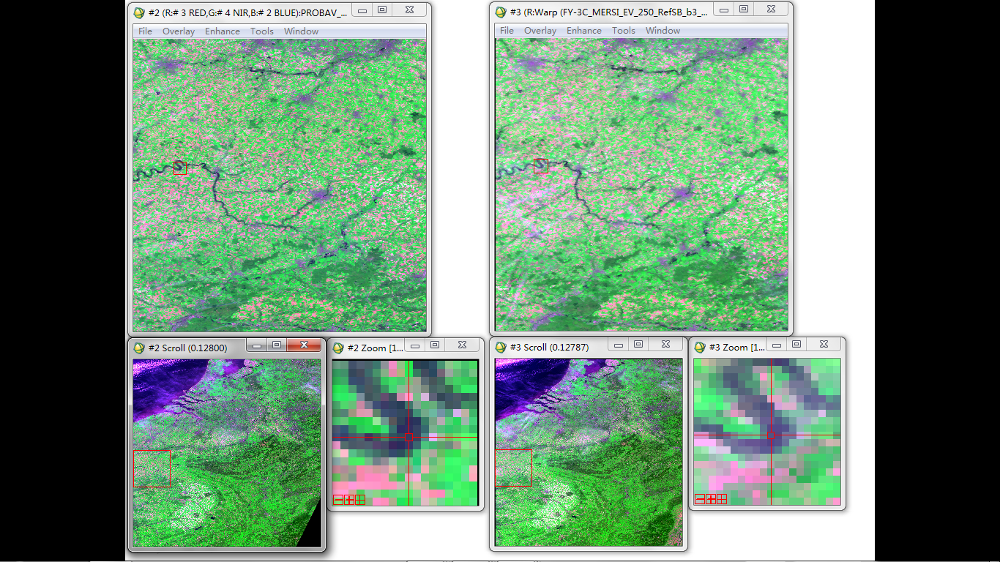 #2 (R:# 3 RED,G:# 4 NIR,B:# 2 BLUE):PROBAV_...
File Overlay Enhance Tools Window
#3 (R:Warp (FY-3C_MERSI_EV_250_RefSB_b3_...
File Overlay Enhance Tools Window
#2 Scroll (0.12800)
#2 Zoom [1...
#3 Scroll (0.12787)
#3 Zoom [1...